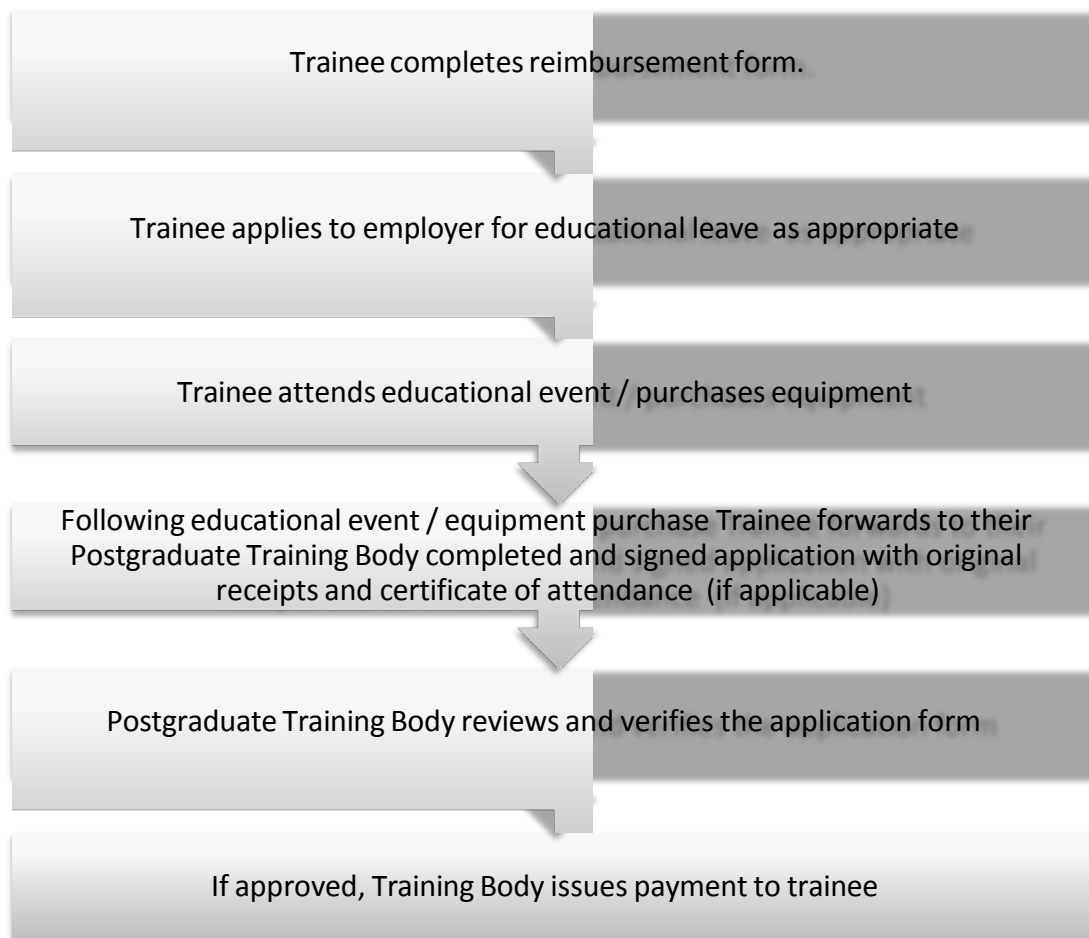 Trainee completes reimbursement form.
Trainee applies to employer for educational leave as appropriate
Trainee attends educational event / purchases equipment
Following educational event / equipment purchase Trainee forwards to their
Postgraduate Training Body completed and signed application with original
receipts and certificate of attendance (if applicable)
Postgraduate Training Body reviews and verifies the application form
If approved, Training Body issues payment to trainee